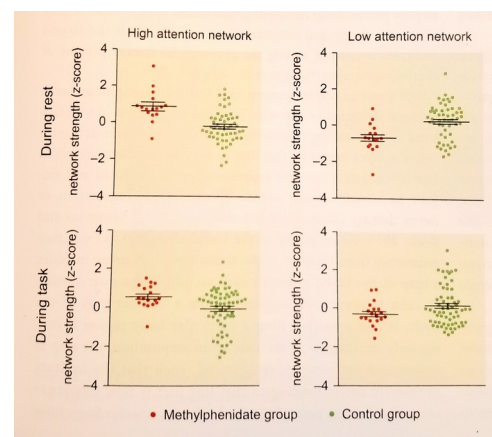 High attention network
Low attention network
During rest
network strength (z-score)
4
2
0
−2
−4
network strength (z-score)
4
2
0
−2
−4
During task
network strength (z-score)
4
2
0
−2
−4
network strength (z-score)
4
2
0
−2
−4
Methylphenidate group
Control group